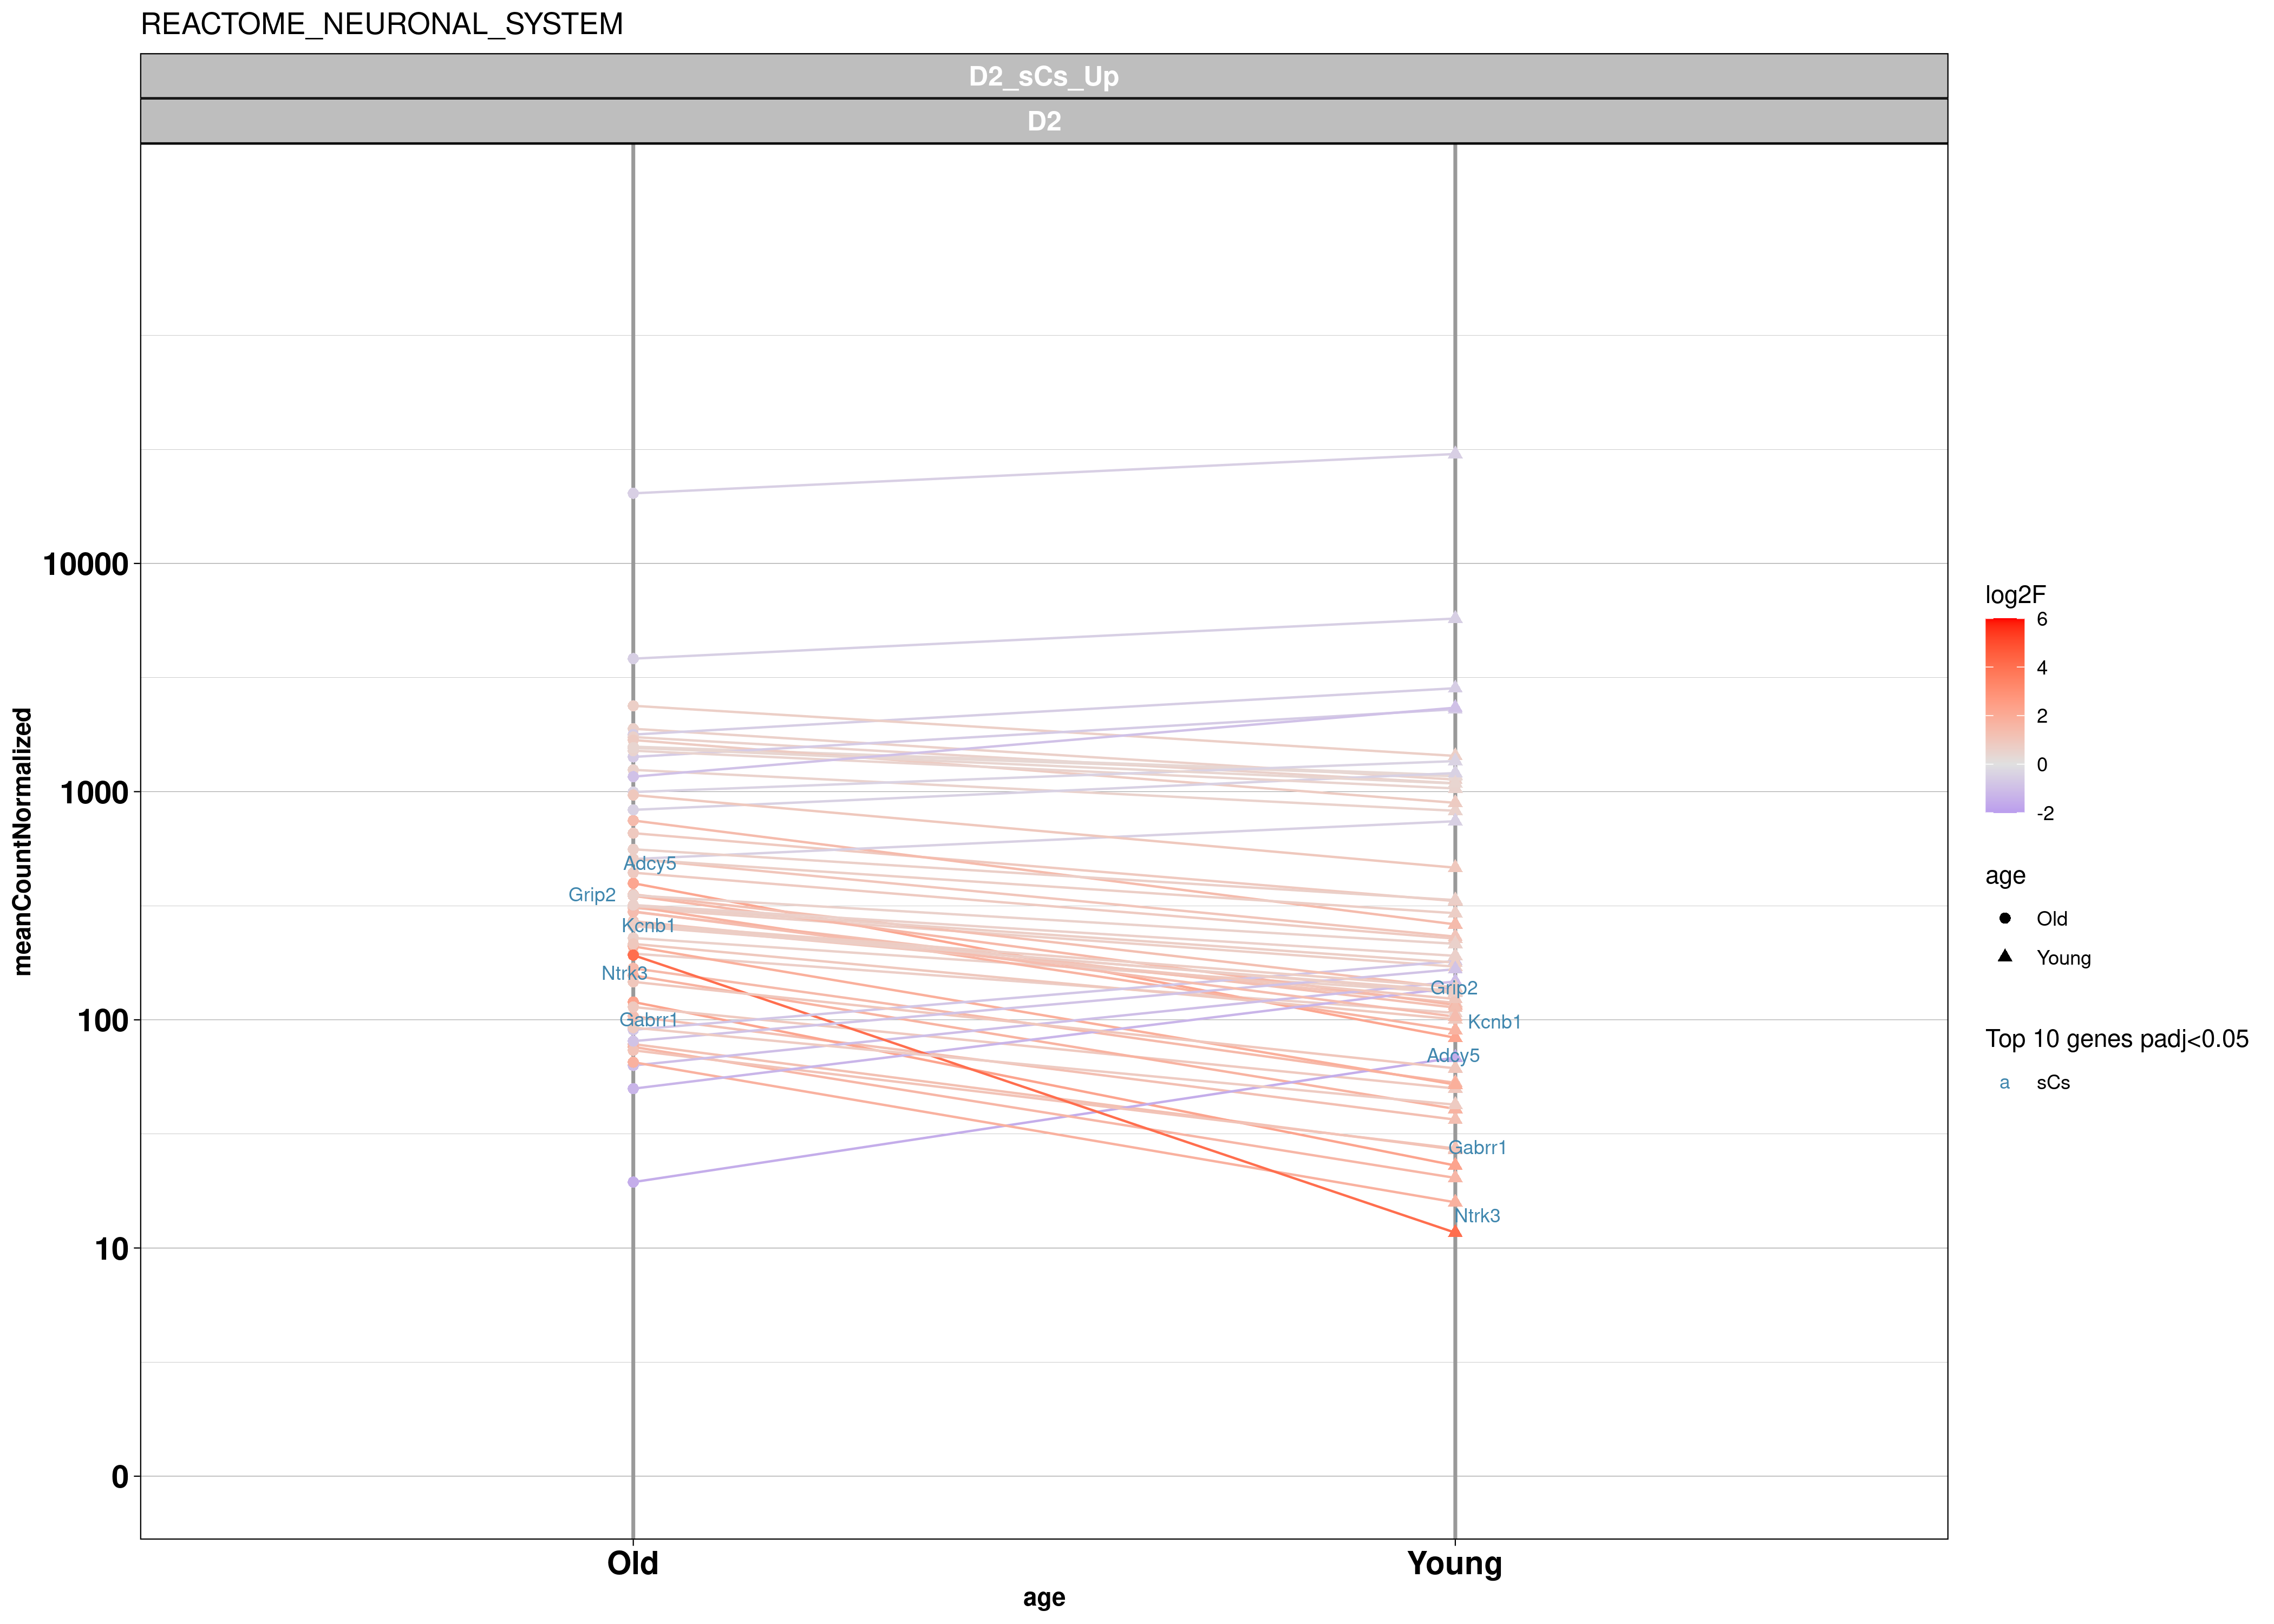 REACTOME_NEURONAL_SYSTEM
D2_sCs_Up
D2
meanCountNormalized
10000
1000
100
10
0
Adcy5
Grip2
Kcnb1
Ntrk3
Gabrr1
Grip2
Kcnb1
Adcy5
Gabrr1
Ntrk3
Old
Young
age
log2F
6
4
2
0
-2
age
Old
Young
Top 10 genes padj<0.05
a sCs